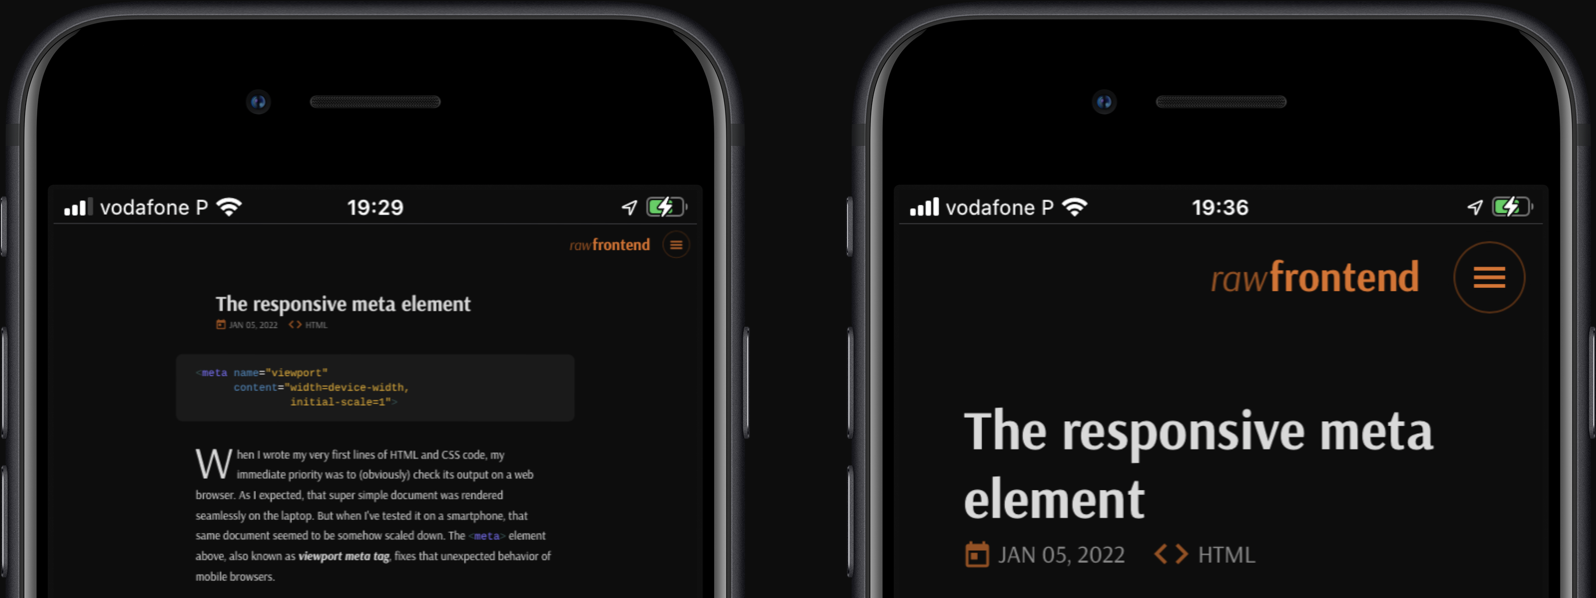 vodafone P
19:29
rawfrontend
The responsive meta element
JAN 05, 2022 <> HTML
<meta name="viewport"
content="width=device-width,
initial-scale=1">
When I wrote my very first lines of HTML and CSS code, my
immediate priority was to (obviously) check its output on a web
browser. As I expected, that super simple document was rendered
seamlessly on the laptop. But when I've tested it on a smartphone, that
same document seemed to be somehow scaled down. The <meta> element
above, also known as viewport meta tag, fixes that unexpected behavior of
mobile browsers.
vodafone P
19:36
rawfrontend
The responsive meta
element
JAN 05, 2022 <> HTML